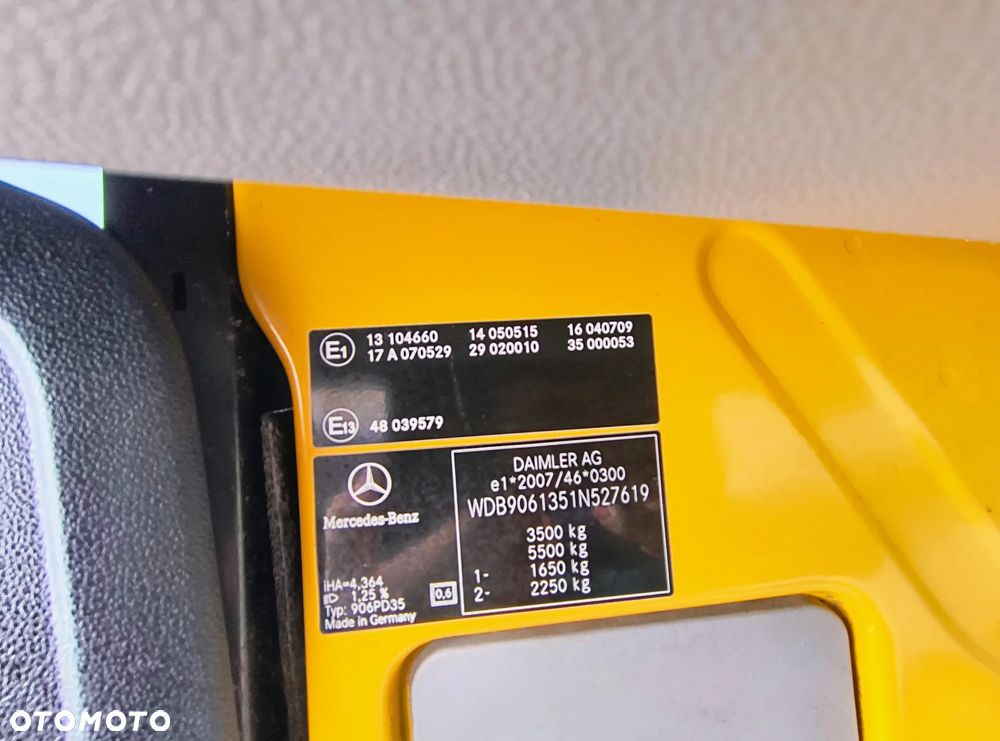 E1 13 104660 14 050515 16 040709
17 A 070529 29 020010 35 000053
E13 48 039579
DAIMLER AG
e1*2007/46*0300
WDB9061351N527619
Mercedes-Benz
3500 kg
5500 kg
1- 1650 kg
2- 2250 kg
iHA=4,364
1,25 % 0,6
Typ: 906PD35
Made in Germany
OTOMOTO